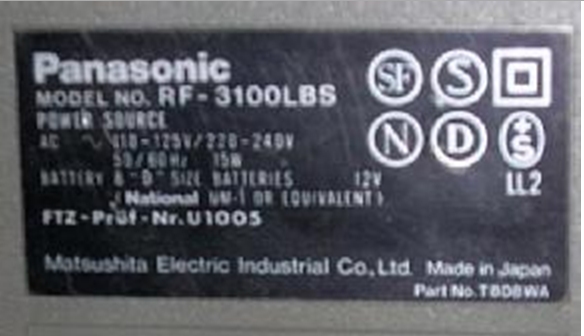 Panasonic
MODEL NO. RF-3100LBS
POWER SOURCE
AC ~ 110-125V/220-240V
50/60Hz 15W
BATTERY 8 "D" SIZE BATTERIES 12V
(National UM-1 OR EQUIVALENT)
FTZ-Prüf-Nr.U1005
Matsushita Electric Industrial Co.,Ltd. Made in Japan
Part No.
SF S
N D S
LL2